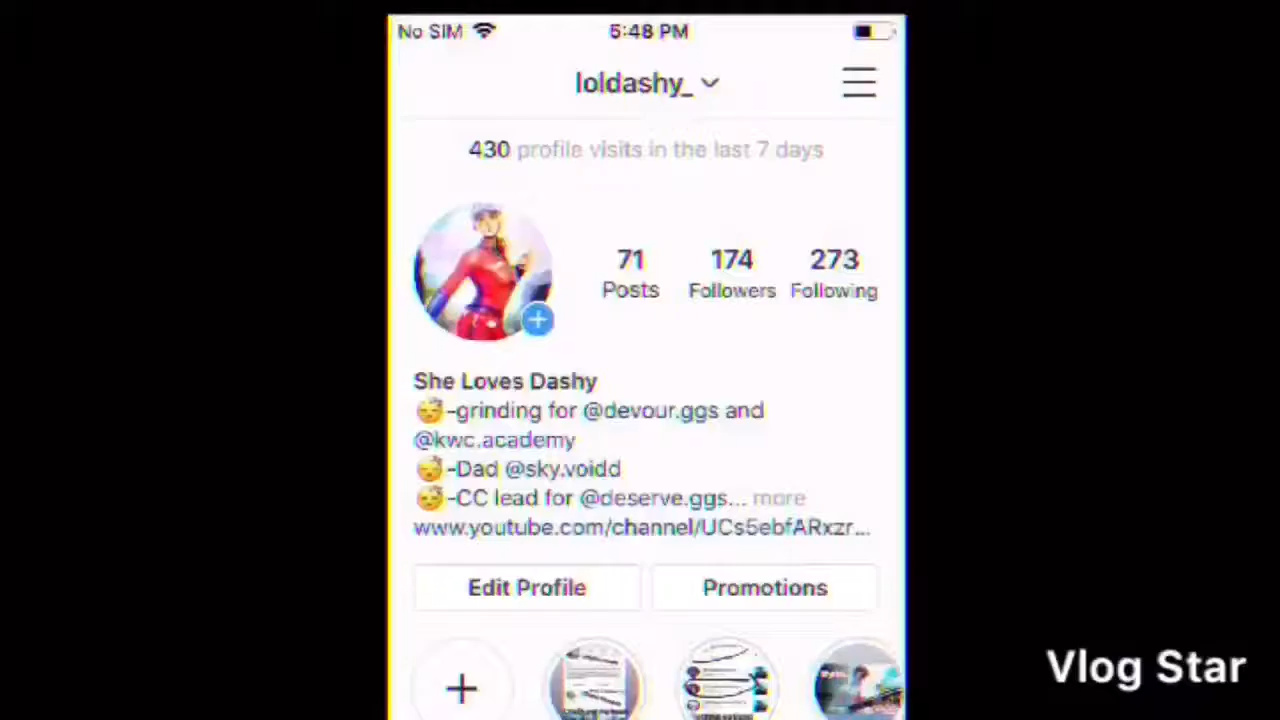 No SIM 5:48 PM
loldashy_
430 profile visits in the last 7 days
71 174 273
Posts Followers Following
She Loves Dashy
😴-grinding for @devour.ggs and
@kwc.academy
😴-Dad @sky.voidd
😴-CC lead for @deserve.ggs... more
www.youtube.com/channel/UCs5ebfARxzr...
Edit Profile Promotions
Vlog Star